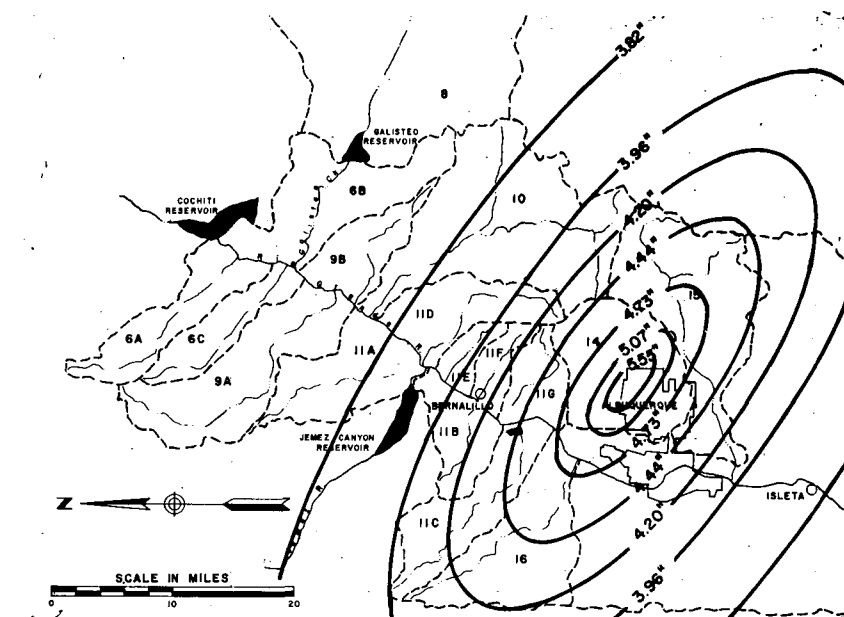 3.82"
8
GALISTEO
RESERVOIR
3.96"
6B
10
COCHITI
RESERVOIR
4.20"
4.44"
9B
4.73"
15
11D
6A
6C
14
5.07"
11A
11F
5.55"
9A
11E
11G
BERNALILLO
ALBUQUERQUE
4.73"
11B
JEMEZ CANYON
RESERVOIR
4.44"
ISLETA
N
11C
4.20"
16
SCALE IN MILES
3.96"
0
10
20